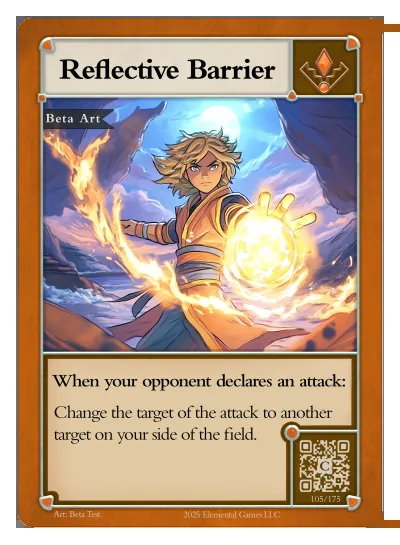 Reflective Barrier
Beta Art
When your opponent declares an attack:
Change the target of the attack to another
target on your side of the field.
C
105/175
Art: Beta Test
2025 Elemental Games LLC